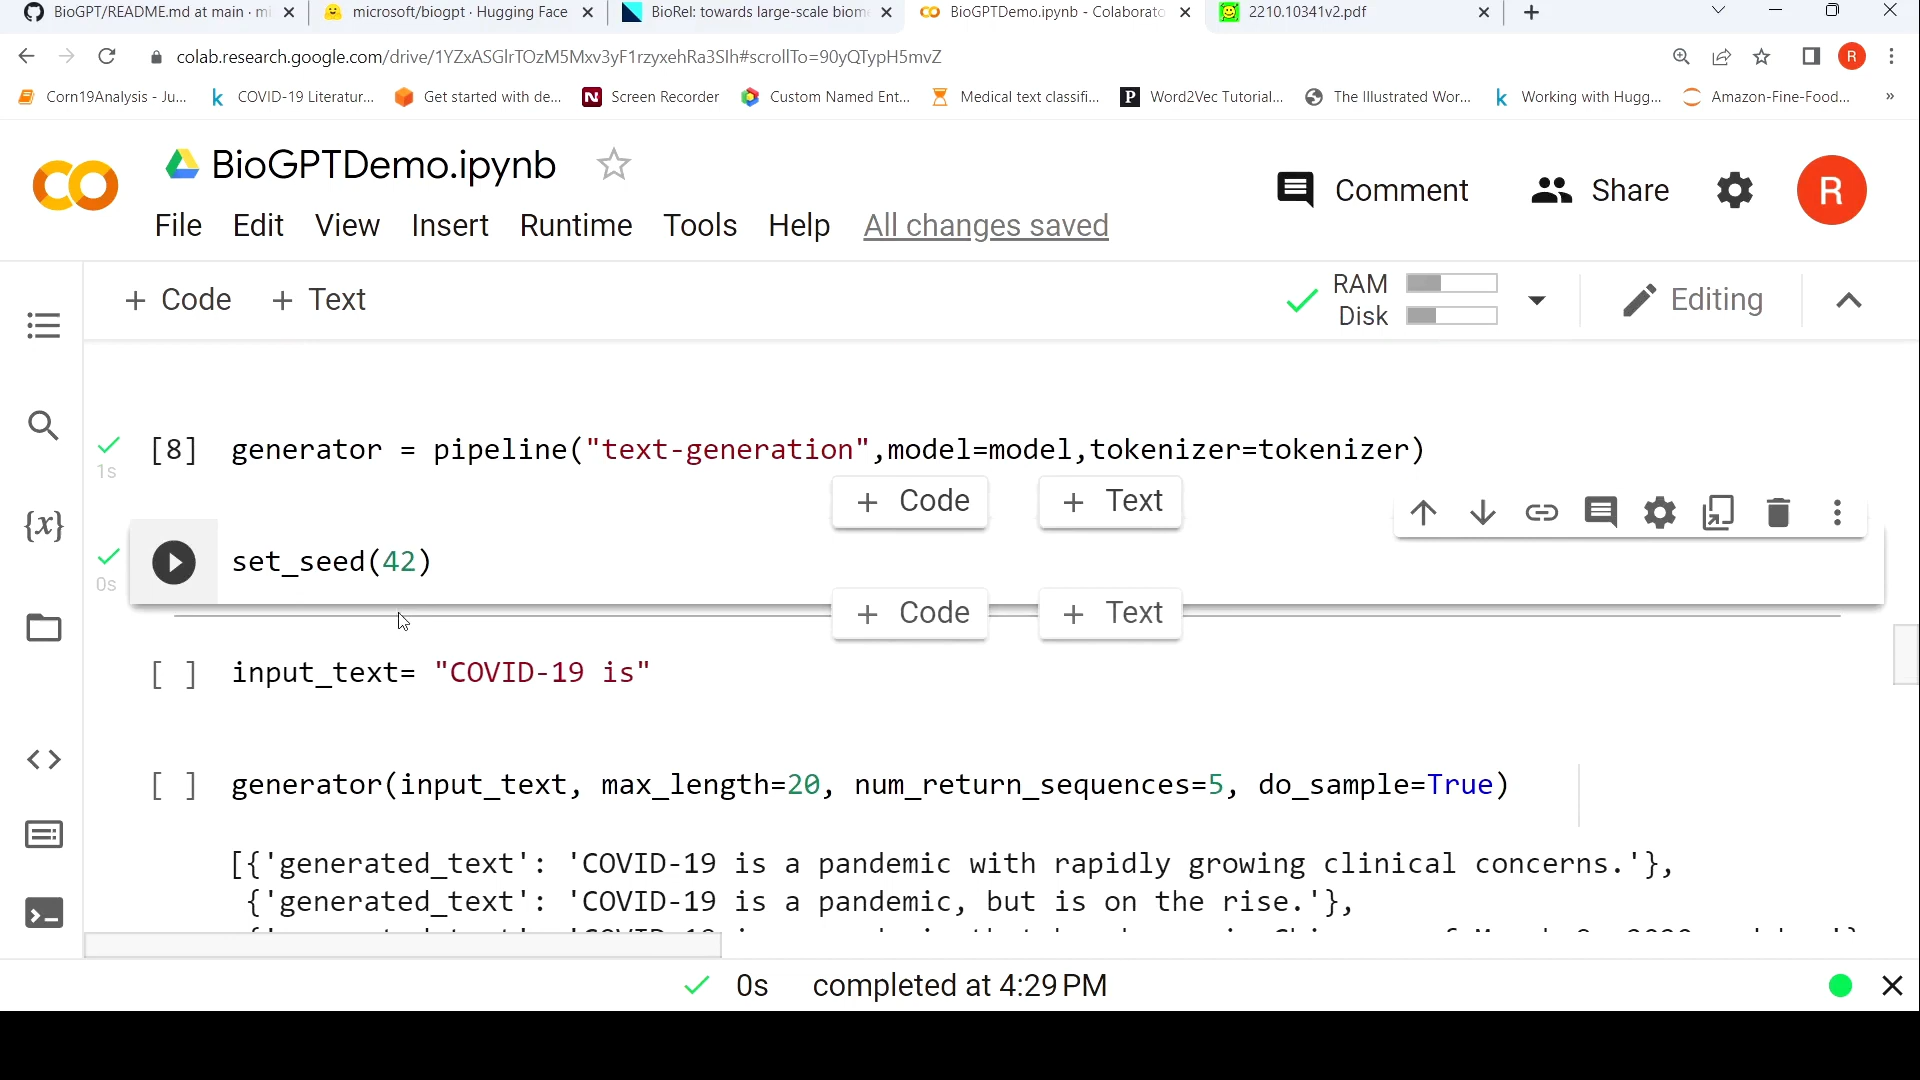 BioGPT/README.md at main · mi
microsoft/biogpt · Hugging Face
BioRel: towards large-scale biome
BioGPTDemo.ipynb - Colaborato
2210.10341v2.pdf
colab.research.google.com/drive/1YZxASGlrTOzM5Mxv3yF1rzyxehRa3Slh#scrollTo=90yQTypH5mvZ
R
Corn19Analysis - Ju...
COVID-19 Literatur...
Get started with de...
Screen Recorder
Custom Named Ent...
Medical text classifi...
Word2Vec Tutorial...
The Illustrated Wor...
Working with Hugg...
Amazon-Fine-Food...
»
BioGPTDemo.ipynb
Comment
Share
R
File Edit View Insert Runtime Tools Help All changes saved
+ Code + Text
RAM
Disk
Editing
[8] generator = pipeline("text-generation",model=model,tokenizer=tokenizer)
1s
+ Code + Text
set_seed(42)
0s
+ Code + Text
{x}
[ ] input_text= "COVID-19 is"
[ ] generator(input_text, max_length=20, num_return_sequences=5, do_sample=True)
[{'generated_text': 'COVID-19 is a pandemic with rapidly growing clinical concerns.'},
{'generated_text': 'COVID-19 is a pandemic, but is on the rise.'},
0s completed at 4:29 PM